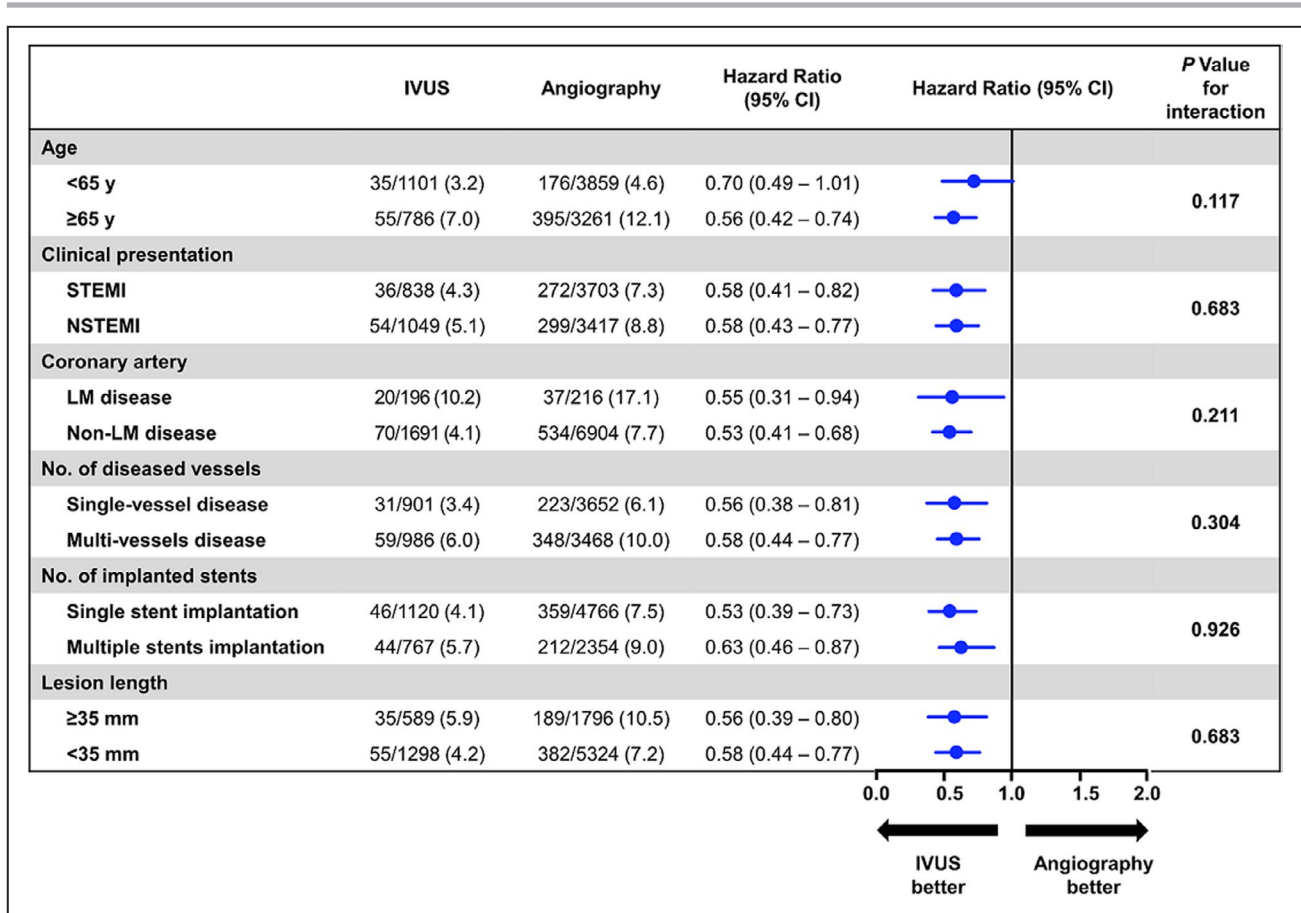 IVUS Angiography Hazard Ratio (95% CI) Hazard Ratio (95% CI) P Value for interaction
Age
<65 y 35/1101 (3.2) 176/3859 (4.6) 0.70 (0.49 – 1.01)
0.117
≥65 y 55/786 (7.0) 395/3261 (12.1) 0.56 (0.42 – 0.74)
Clinical presentation
STEMI 36/838 (4.3) 272/3703 (7.3) 0.58 (0.41 – 0.82)
0.683
NSTEMI 54/1049 (5.1) 299/3417 (8.8) 0.58 (0.43 – 0.77)
Coronary artery
LM disease 20/196 (10.2) 37/216 (17.1) 0.55 (0.31 – 0.94)
0.211
Non-LM disease 70/1691 (4.1) 534/6904 (7.7) 0.53 (0.41 – 0.68)
No. of diseased vessels
Single-vessel disease 31/901 (3.4) 223/3652 (6.1) 0.56 (0.38 – 0.81)
0.304
Multi-vessels disease 59/986 (6.0) 348/3468 (10.0) 0.58 (0.44 – 0.77)
No. of implanted stents
Single stent implantation 46/1120 (4.1) 359/4766 (7.5) 0.53 (0.39 – 0.73)
0.926
Multiple stents implantation 44/767 (5.7) 212/2354 (9.0) 0.63 (0.46 – 0.87)
Lesion length
≥35 mm 35/589 (5.9) 189/1796 (10.5) 0.56 (0.39 – 0.80)
0.683
<35 mm 55/1298 (4.2) 382/5324 (7.2) 0.58 (0.44 – 0.77)
0.0 0.5 1.0 1.5 2.0
IVUS better
Angiography better